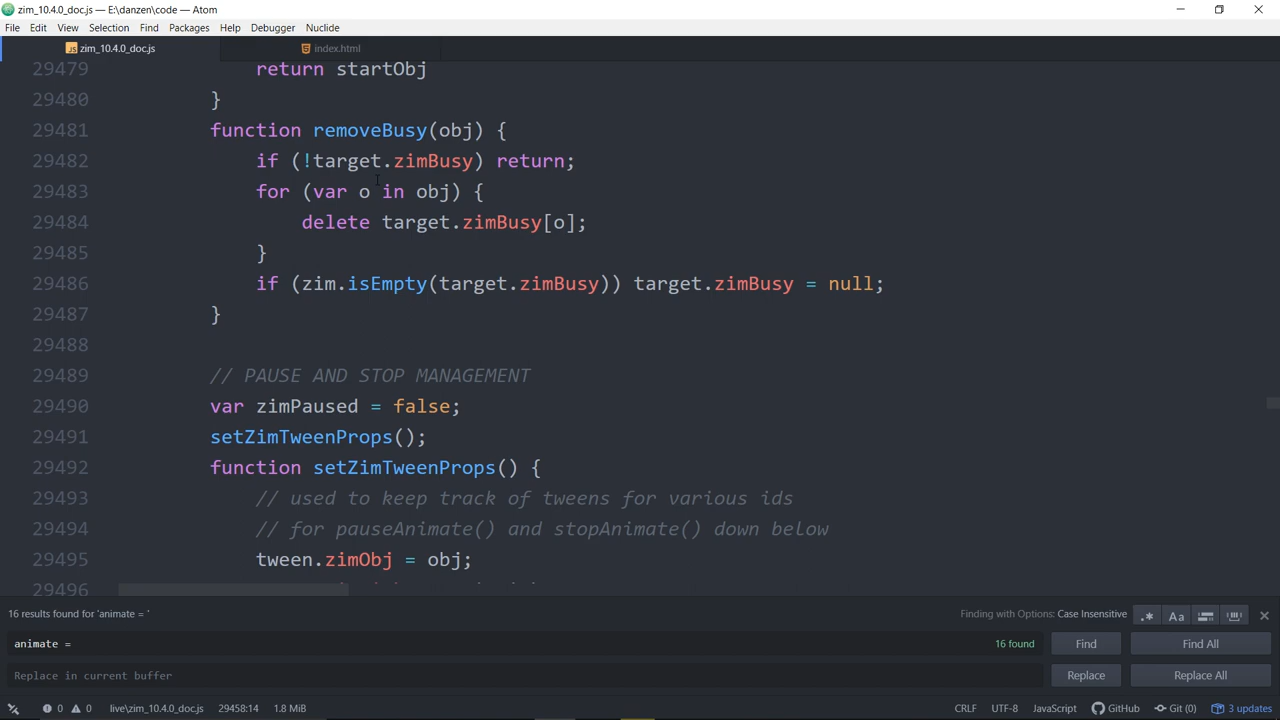 zim_10.4.0_doc.js — E:\danzen\code — Atom
File Edit View Selection Find Packages Help Debugger Nuclide
zim_10.4.0_doc.js index.html
29479 return startObj
29480 }
29481 function removeBusy(obj) {
29482 if (!target.zimBusy) return;
29483 for (var o in obj) {
29484 delete target.zimBusy[o];
29485 }
29486 if (zim.isEmpty(target.zimBusy)) target.zimBusy = null;
29487 }
29488
29489 // PAUSE AND STOP MANAGEMENT
29490 var zimPaused = false;
29491 setZimTweenProps();
29492 function setZimTweenProps() {
29493 // used to keep track of tweens for various ids
29494 // for pauseAnimate() and stopAnimate() down below
29495 tween.zimObj = obj;
29496
16 results found for 'animate = ' Finding with Options: Case Insensitive .* Aa
animate = 16 found Find Find All
Replace in current buffer Replace Replace All
0 0 live\zim_10.4.0_doc.js 29458:14 1.8 MiB CRLF UTF-8 JavaScript GitHub Git (0) 3 updates